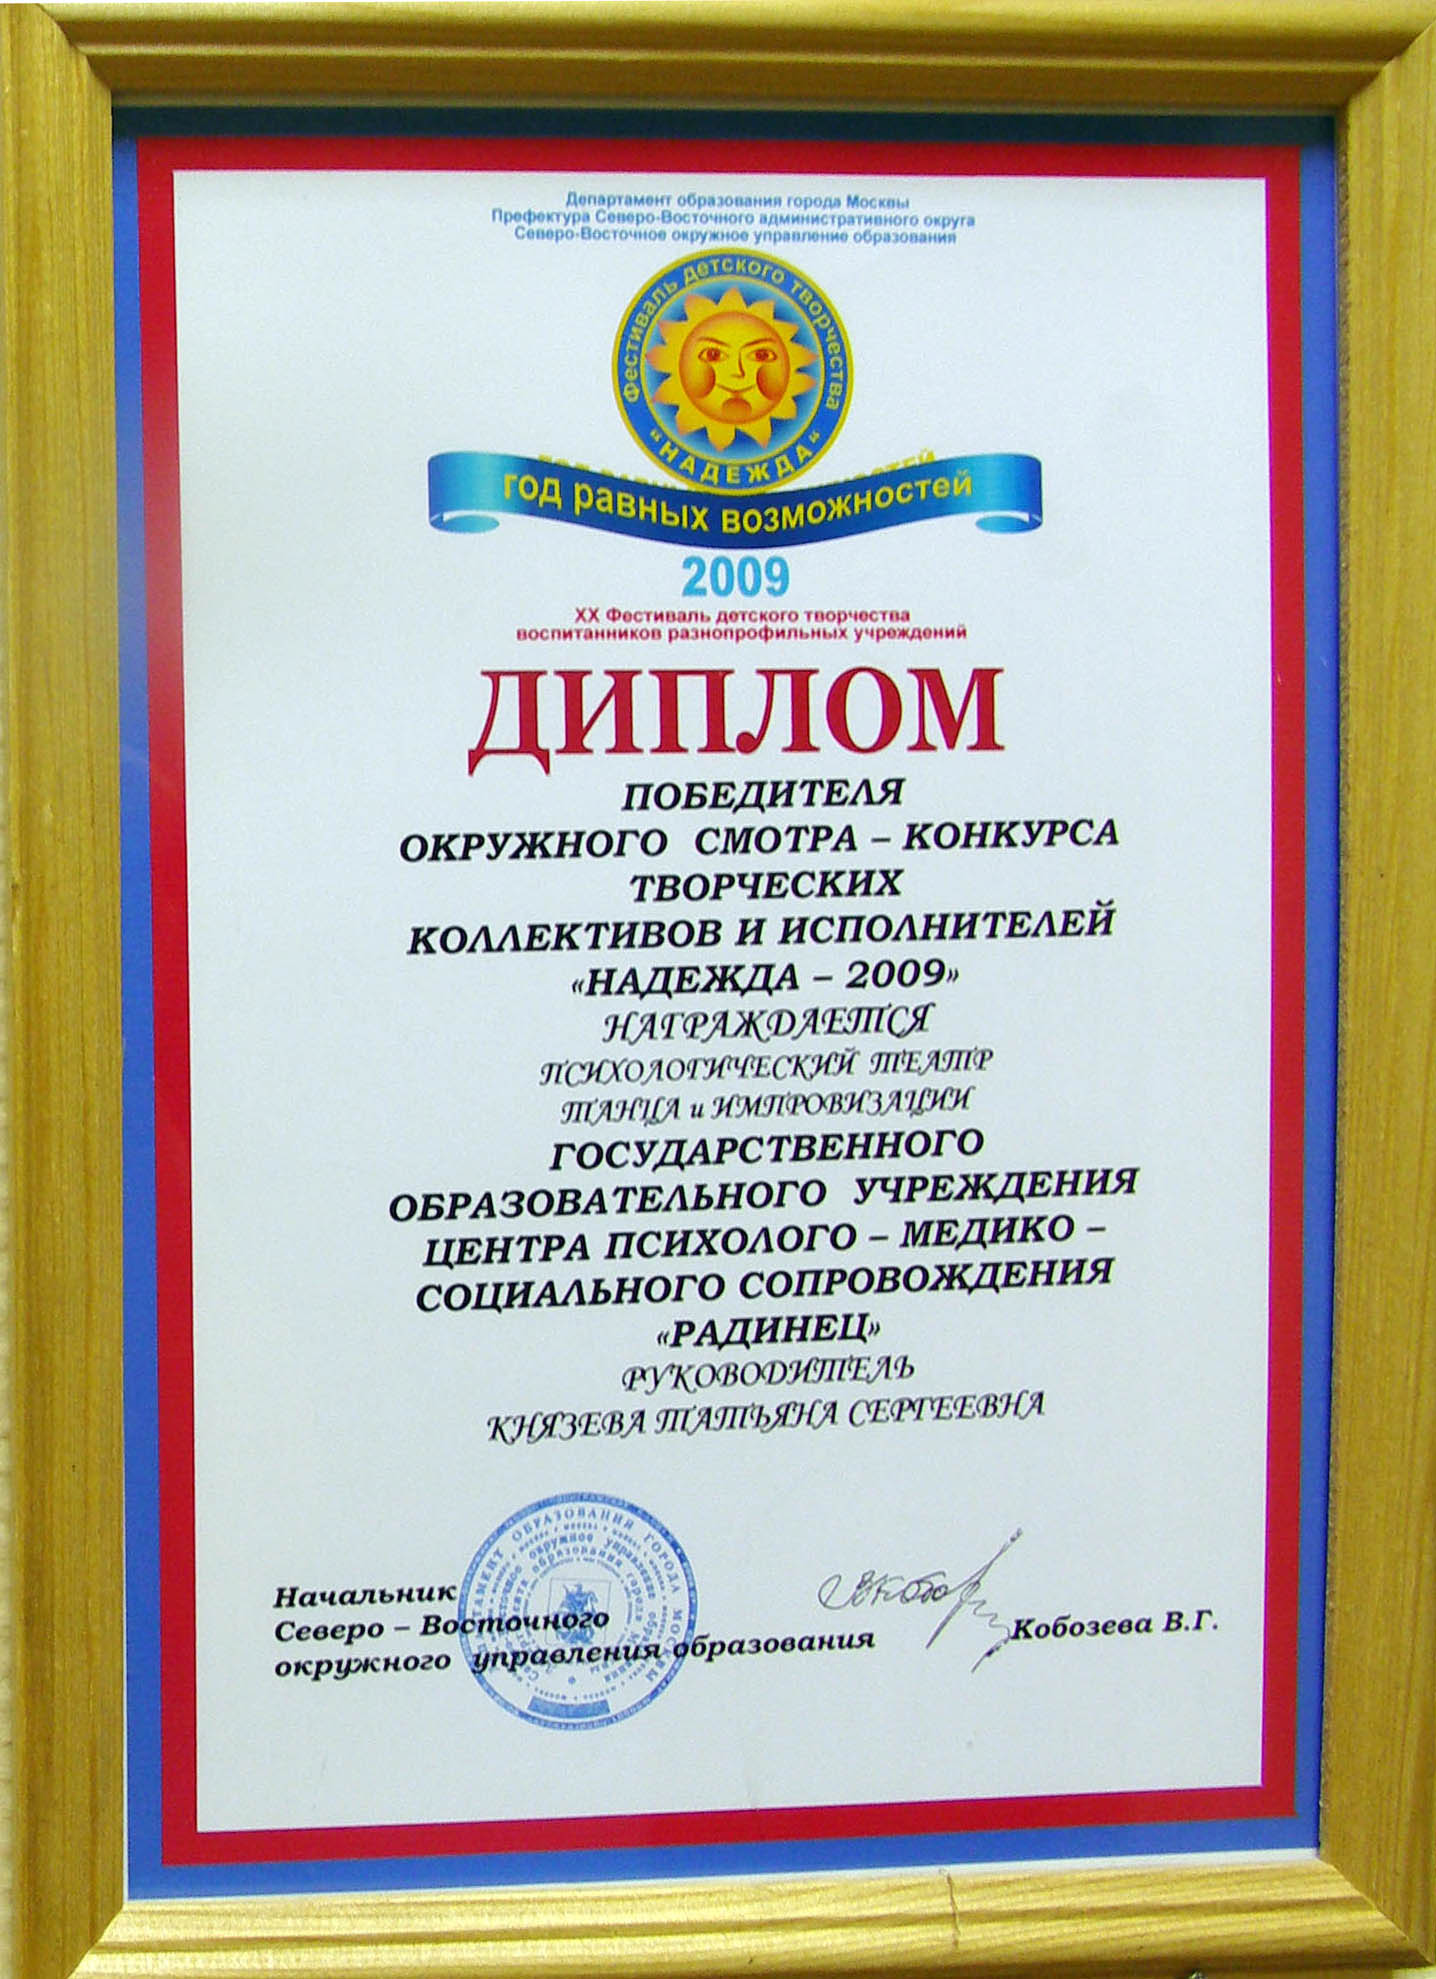 Департамент образования города Москвы
Префектура Северо-Восточного административного округа
Северо-Восточное окружное управление образования
Фестиваль детского творчества
"НАДЕЖДА"
год равных возможностей
2009
XX Фестиваль детского творчества
воспитанников разнопрофильных учреждений
ДИПЛОМ
ПОБЕДИТЕЛЯ
ОКРУЖНОГО СМОТРА – КОНКУРСА
ТВОРЧЕСКИХ
КОЛЛЕКТИВОВ И ИСПОЛНИТЕЛЕЙ
«НАДЕЖДА – 2009»
НАГРАЖДАЕТСЯ
ПСИХОЛОГИЧЕСКИЙ ТЕАТР
ТАНЦА и ИМПРОВИЗАЦИИ
ГОСУДАРСТВЕННОГО
ОБРАЗОВАТЕЛЬНОГО УЧРЕЖДЕНИЯ
ЦЕНТРА ПСИХОЛОГО – МЕДИКО –
СОЦИАЛЬНОГО СОПРОВОЖДЕНИЯ
«РАДИНЕЦ»
РУКОВОДИТЕЛЬ
КНЯЗЕВА ТАТЬЯНА СЕРГЕЕВНА
ОБРАЗОВАНИЯ ГОРОДА МОСКВЫ
Начальник
Северо – Восточного
окружного управления образования
Кобозева В.Г.